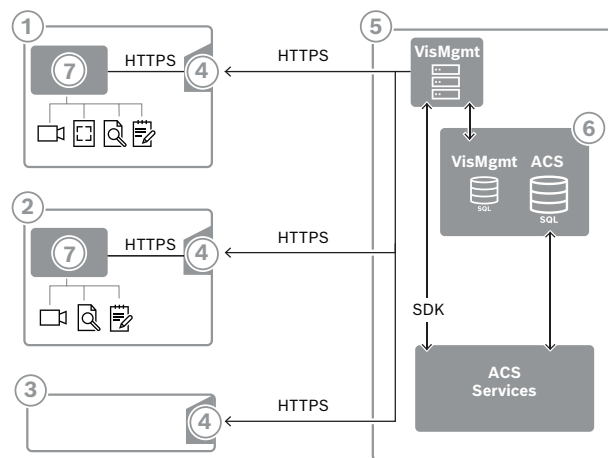 1
5
HTTPS
HTTPS
VisMgmt
7
4
6
VisMgmt ACS
SQL
SQL
2
HTTPS
HTTPS
7
4
SDK
ACS
Services
3
HTTPS
4